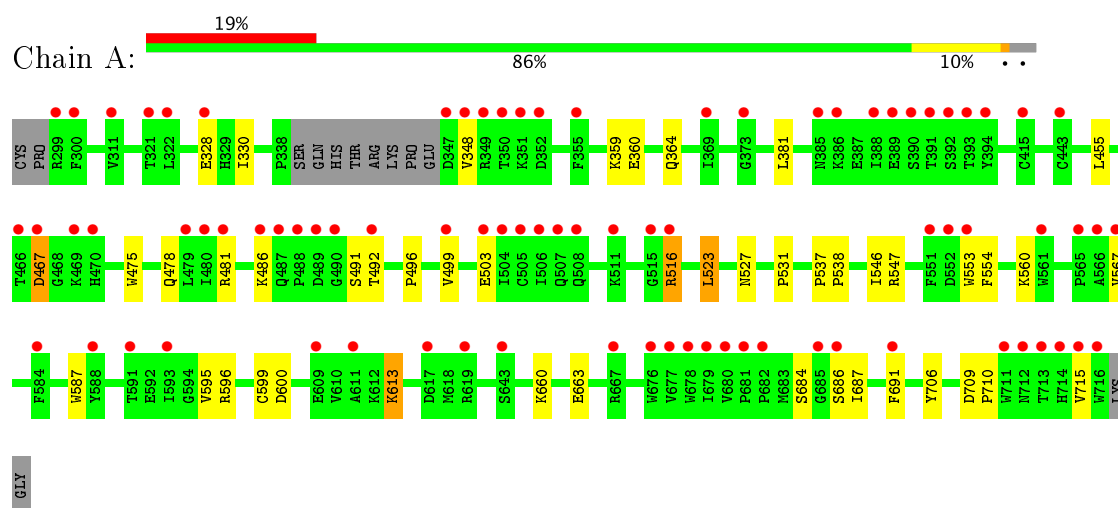 19%
Chain A:
86% 10% • •
CYS PRO R299 F300 V311 T321 L322 E328 H329 I330 P338 SER GLN HIS THR ARG LYS PRO GLU D347 V348 R349 T350 K351 D352 F355 K359 E360 Q364 I369 G373 L381 N385 K386 E387 I388 E389 S390 T391 S392 T393 Y394 C415 C443 L455
T466 D467 G468 K469 H470 W475 Q478 L479 I480 R481 K486 Q487 P488 D489 G490 S491 T492 P496 V499 E503 I504 C505 I506 Q507 Q508 K511 G515 R516 L523 N527 P531 P537 P538 I546 R547 F551 D552 W553 F554 K560 W561 P565 A566 V567
F584 W587 Y588 T591 E592 I593 G594 V595 R596 C599 D600 E609 V610 A611 K612 K613 D617 M618 R619 S643 K660 E663 R667 W676 V677 W678 I679 V680 P681 P682 M683 S684 G685 S686 I687 F691 Y706 D709 P710 W711 N712 T713 H714 V715 W716 LYS
GLY